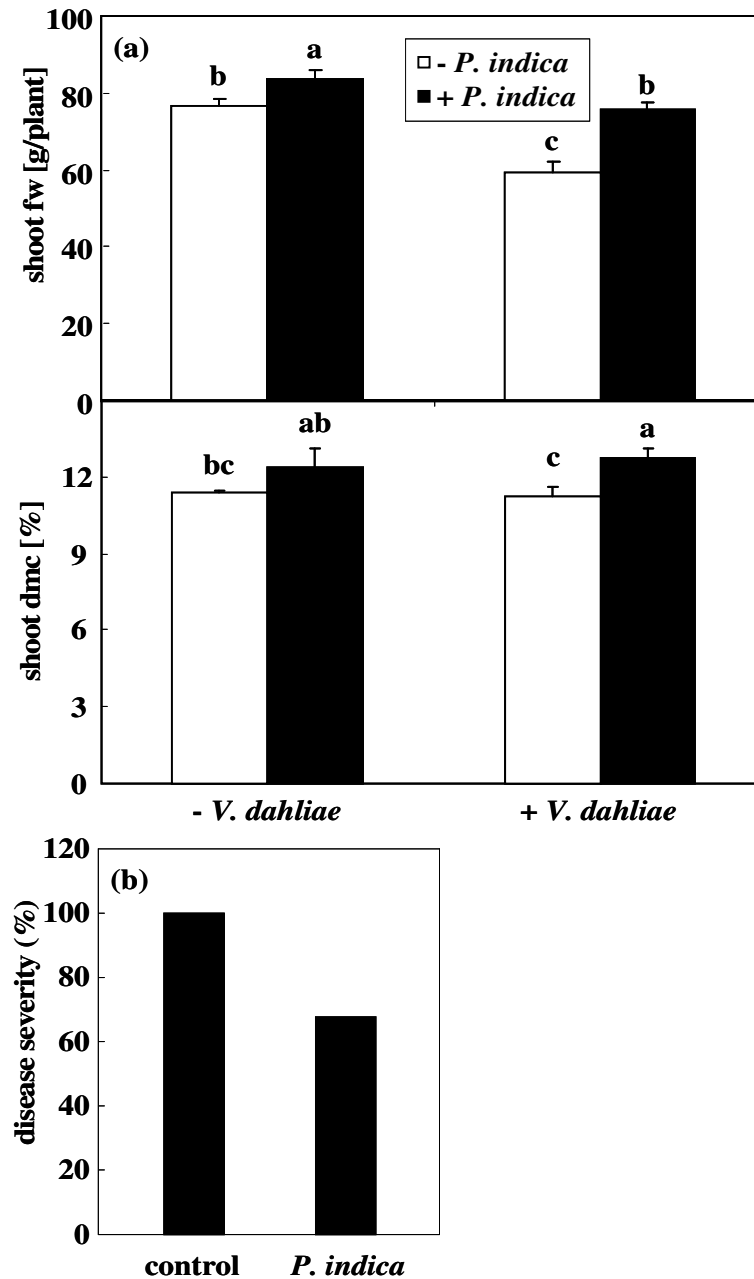 100
(a)
a
- P. indica
+ P. indica
b
b
80
c
60
40
20
0
shoot fw [g/plant]
ab
a
bc
c
12
9
6
3
0
shoot dmc [%]
- V. dahliae
+ V. dahliae
120
(b)
100
80
60
40
20
0
disease severity (%)
control
P. indica